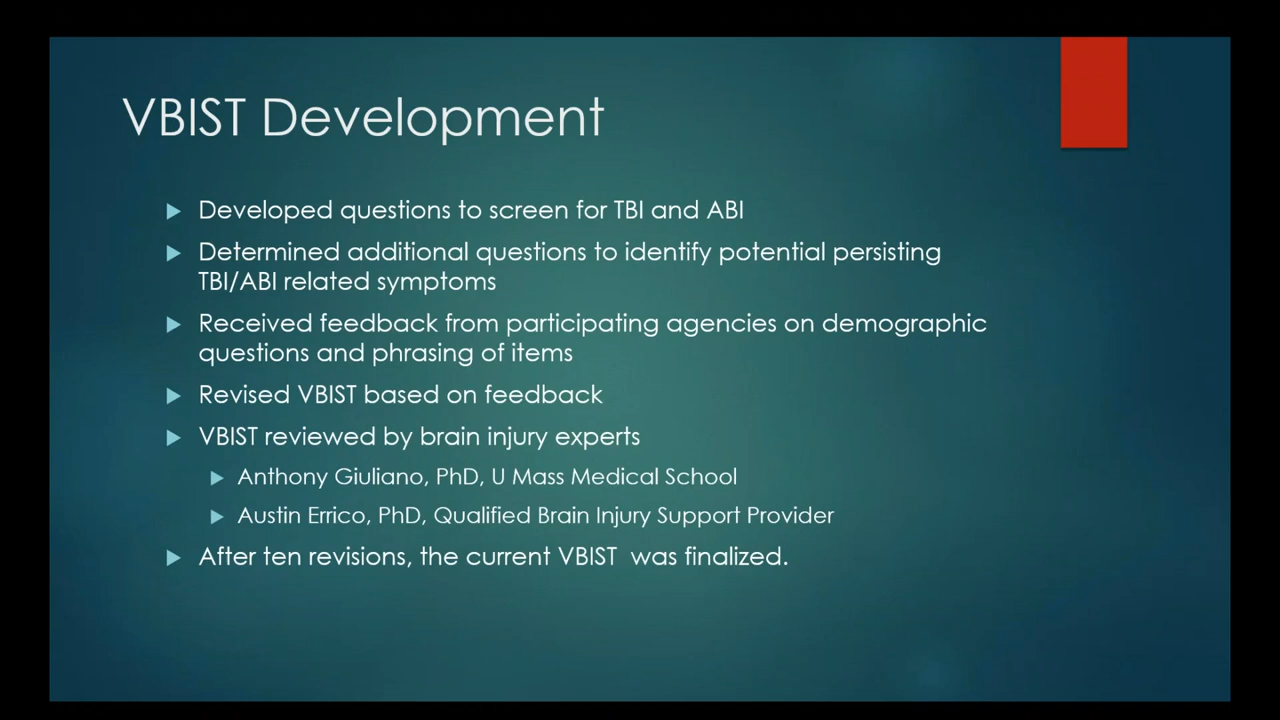 VBIST Development
Developed questions to screen for TBI and ABI
Determined additional questions to identify potential persisting
TBI/ABI related symptoms
Received feedback from participating agencies on demographic
questions and phrasing of items
Revised VBIST based on feedback
VBIST reviewed by brain injury experts
Anthony Giuliano, PhD, U Mass Medical School
Austin Errico, PhD, Qualified Brain Injury Support Provider
After ten revisions, the current VBIST  was finalized.